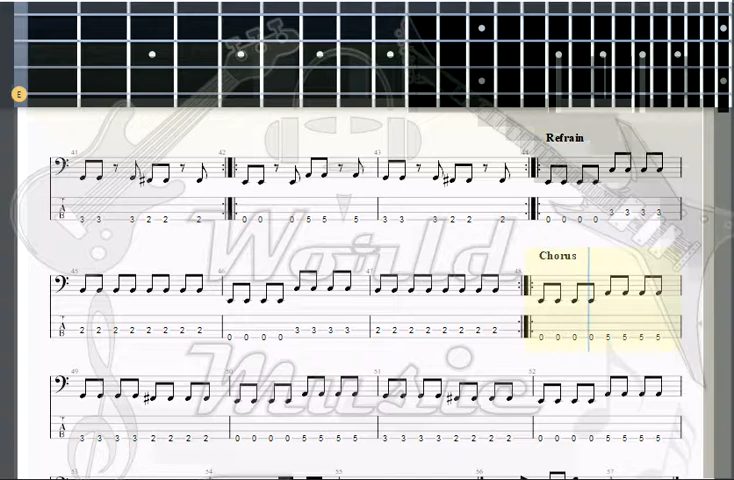 E
Refrain
41 42 43 44
T A B 3 3 3 2 2 2 0 0 0 5 5 5 3 3 3 2 2 2 0 0 0 0 3 3 3 3
World
Chorus
45 46 47 48
T A B 2 2 2 2 2 2 2 2 0 0 0 0 3 3 3 3 2 2 2 2 2 2 2 2 0 0 0 0 5 5 5 5
Music
49 50 51 52
T A B 3 3 3 3 2 2 2 2 0 0 0 0 5 5 5 5 3 3 3 3 2 2 2 2 0 0 0 0 5 5 5 5
53 54 55 56 57